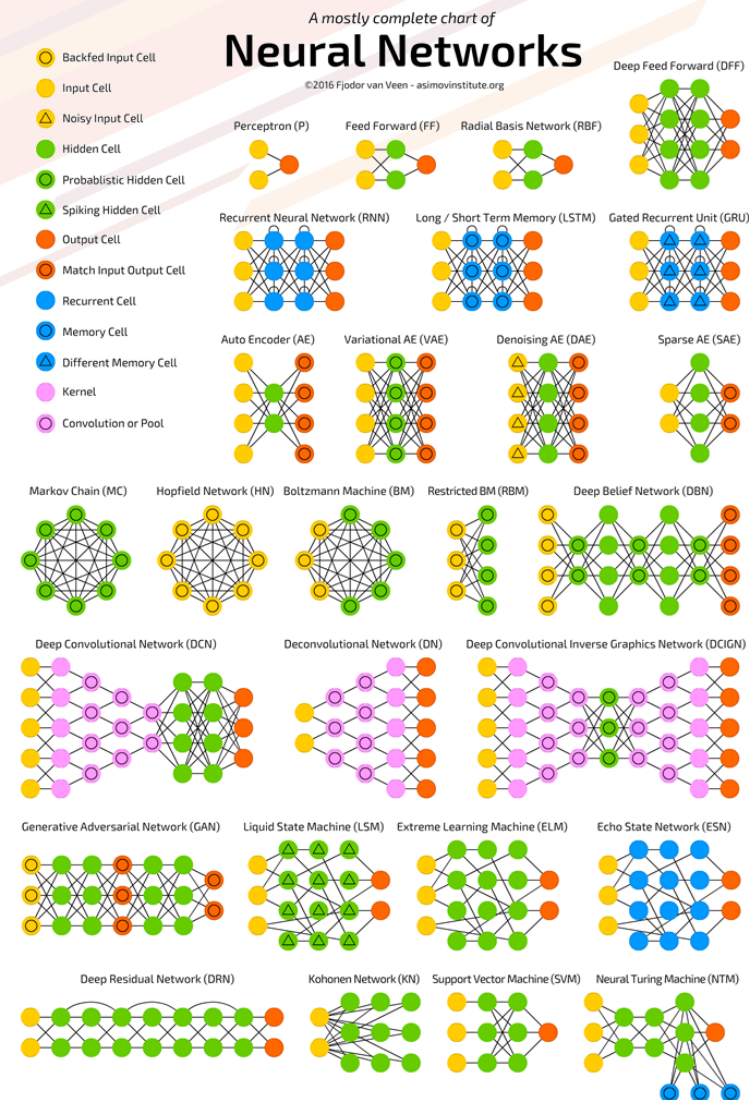 A mostly complete chart of
Neural Networks
©2016 Fjodor van Veen - asimovinstitute.org
Backfed Input Cell
Input Cell
Noisy Input Cell
Hidden Cell
Probablistic Hidden Cell
Spiking Hidden Cell
Output Cell
Match Input Output Cell
Recurrent Cell
Memory Cell
Different Memory Cell
Kernel
Convolution or Pool
Deep Feed Forward (DFF)
Perceptron (P)
Feed Forward (FF)
Radial Basis Network (RBF)
Recurrent Neural Network (RNN)
Long / Short Term Memory (LSTM)
Gated Recurrent Unit (GRU)
Auto Encoder (AE)
Variational AE (VAE)
Denoising AE (DAE)
Sparse AE (SAE)
Markov Chain (MC)
Hopfield Network (HN)
Boltzmann Machine (BM)
Restricted BM (RBM)
Deep Belief Network (DBN)
Deep Convolutional Network (DCN)
Deconvolutional Network (DN)
Deep Convolutional Inverse Graphics Network (DCIGN)
Generative Adversarial Network (GAN)
Liquid State Machine (LSM)
Extreme Learning Machine (ELM)
Echo State Network (ESN)
Deep Residual Network (DRN)
Kohonen Network (KN)
Support Vector Machine (SVM)
Neural Turing Machine (NTM)